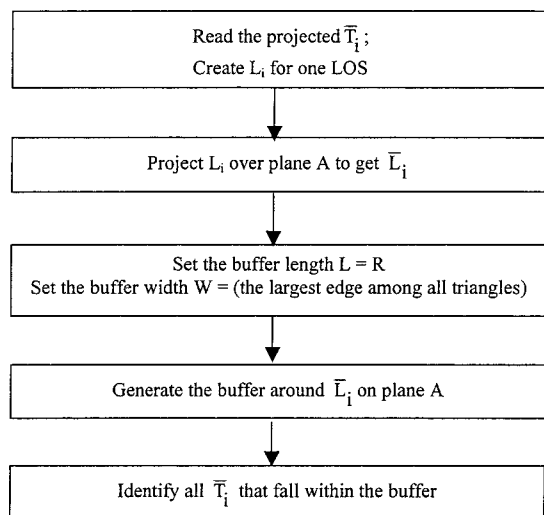 Read the projected T̅i ;
Create Li for one LOS
Project Li over plane A to get L̅i
Set the buffer length L = R
Set the buffer width W = (the largest edge among all triangles)
Generate the buffer around L̅i on plane A
Identify all T̅i that fall within the buffer